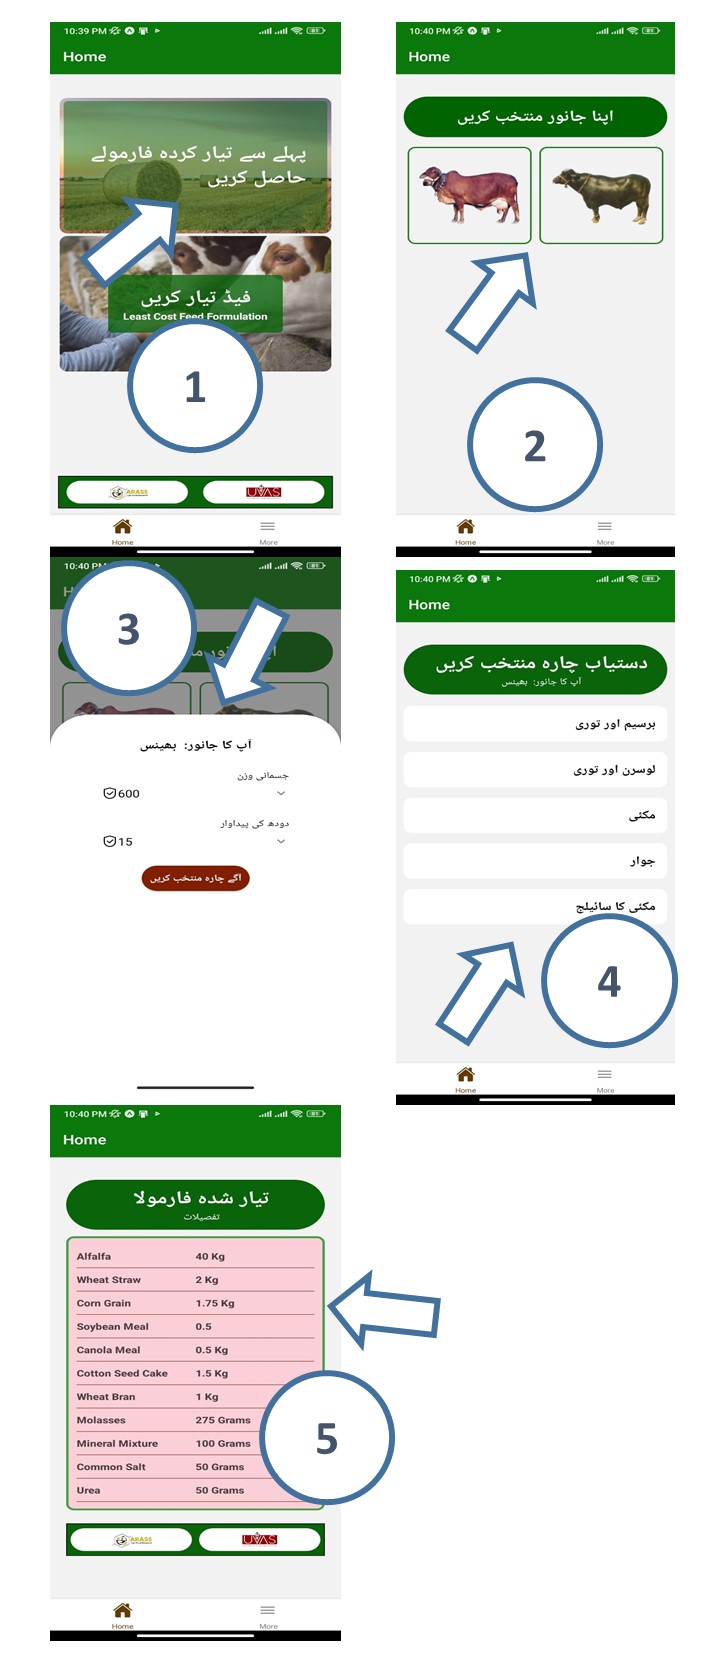 10:39 PM
Home
پہلے سے تیار کردہ فارمولے
حاصل کریں
فیڈ تیار کریں
Least Cost Feed Formulation
1
ARASS
UVAS
Home
More
10:40 PM
Home
اپنا جانور منتخب کریں
2
Home
More
10:40 PM
3
آپ کا جانور: بھینس
جسمانی وزن
600
دودھ کی پیداوار
15
آگے چارہ منتخب کریں
10:40 PM
Home
دستیاب چارہ منتخب کریں
آپ کا جانور: بھینس
برسیم اور توری
لوسرن اور توری
مکئی
جوار
مکئی کا سائیلج
4
Home
More
10:40 PM
Home
تیار شدہ فارمولا
تفصیلات
Alfalfa 40 Kg
Wheat Straw 2 Kg
Corn Grain 1.75 Kg
Soybean Meal 0.5
Canola Meal 0.5 Kg
Cotton Seed Cake 1.5 Kg
Wheat Bran 1 Kg
Molasses 275 Grams
Mineral Mixture 100 Grams
Common Salt 50 Grams
Urea 50 Grams
5
ARASS
UVAS
Home
More